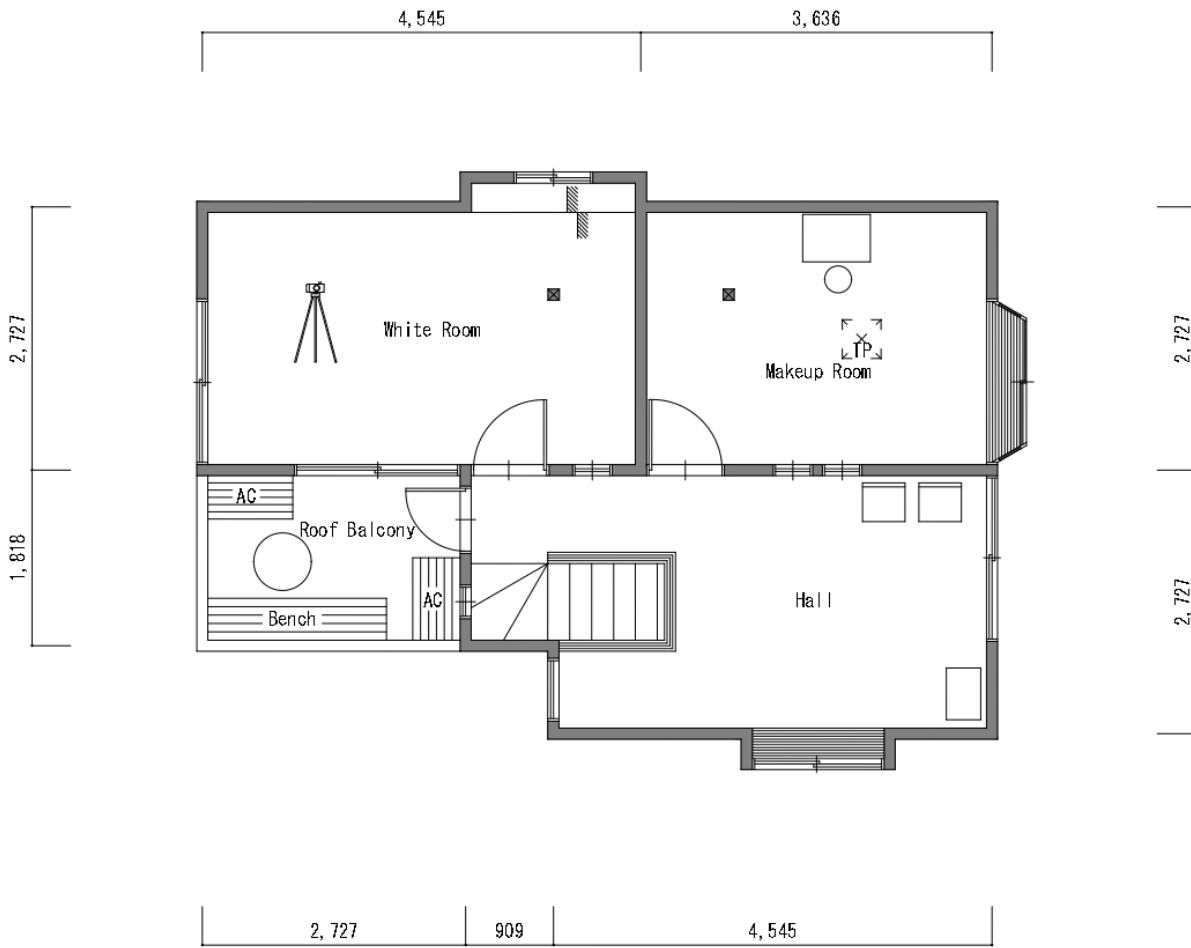 4,545
3,636
2,727
2,727
White Room
TP
Makeup Room
AC
Roof Balcony
1,818
AC
Hall
2,727
Bench
2,727
909
4,545